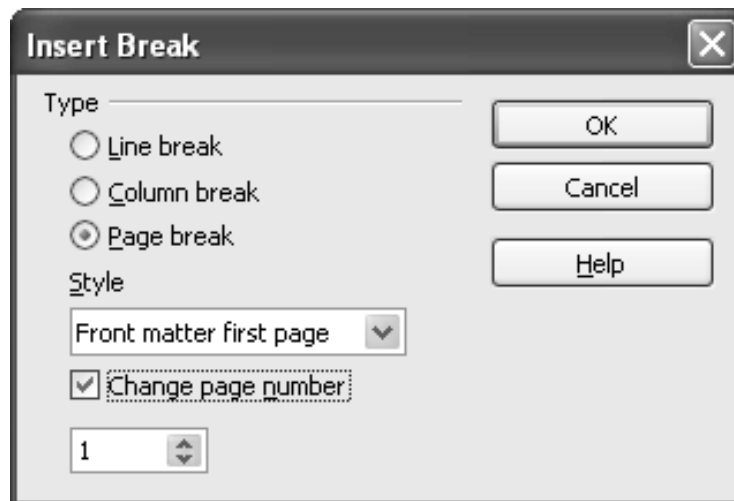 Insert Break
Type
Line break
Column break
Page break
Style
Front matter first page
Change page number
1
OK
Cancel
Help